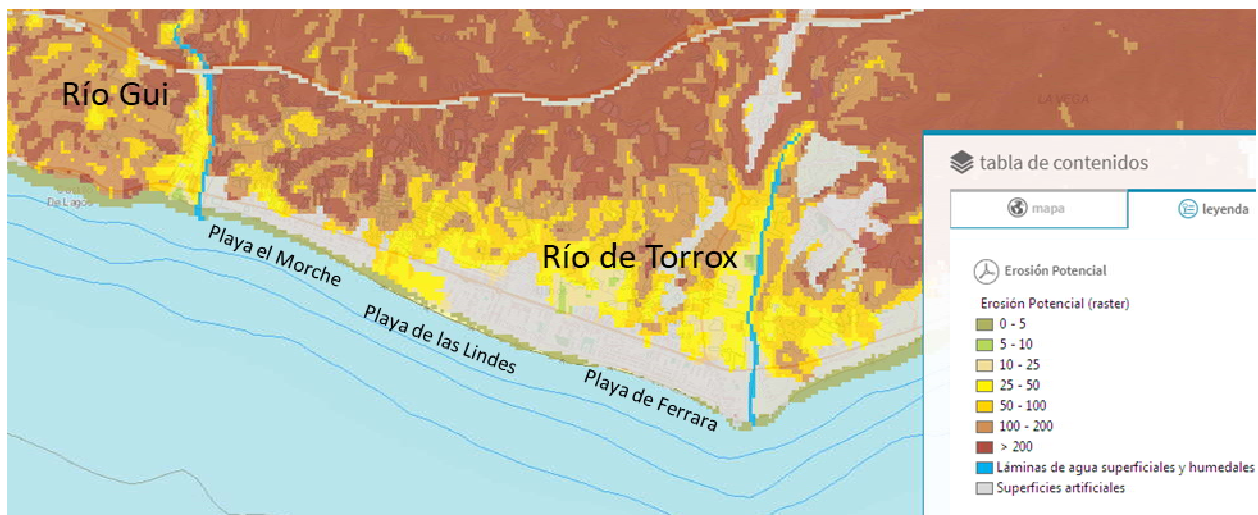 Río Gui
LA VEGA
De Lagos
Playa el Morche
Río de Torrox
Playa de las Lindes
Playa de Ferrara
tabla de contenidos
mapa
leyenda
Erosión Potencial
Erosión Potencial (raster)
0 - 5
5 - 10
10 - 25
25 - 50
50 - 100
100 - 200
> 200
Láminas de agua superficiales y humedales
Superficies artificiales